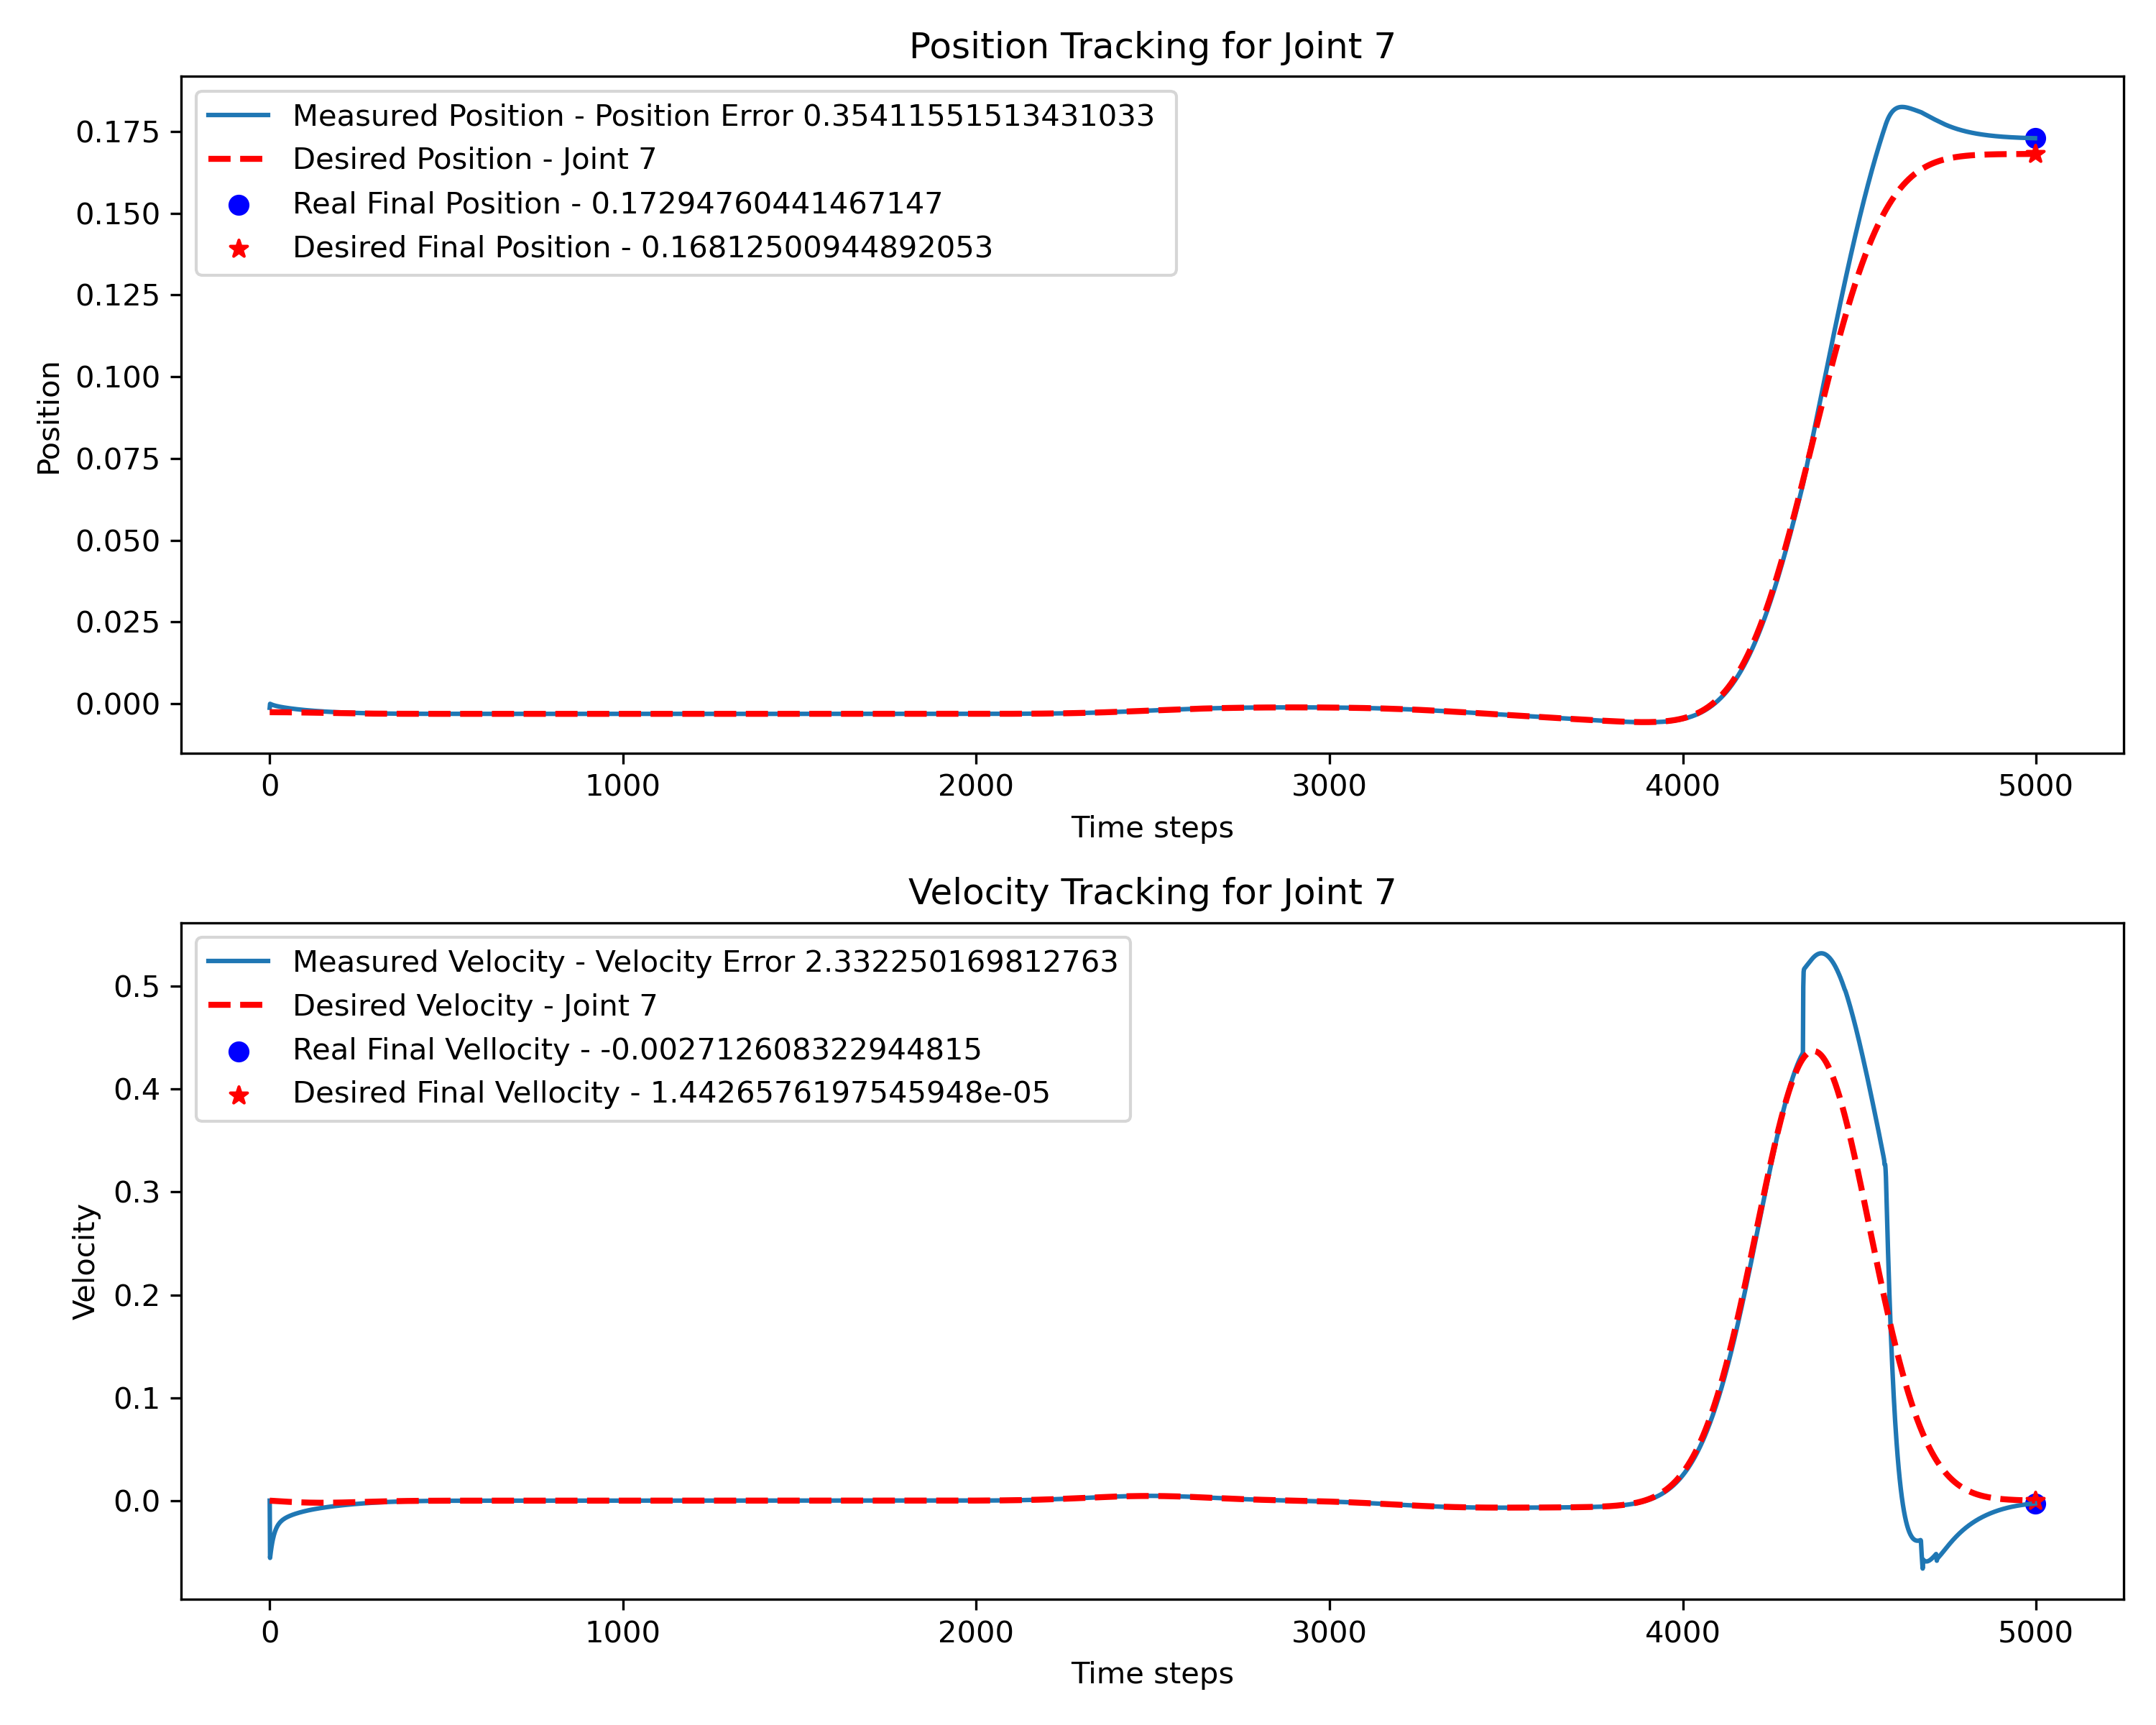 Position Tracking for Joint 7
Measured Position - Position Error 0.35411551513431033
Desired Position - Joint 7
Real Final Position - 0.17294760441467147
Desired Final Position - 0.16812500944892053
0.175
0.150
0.125
0.100
0.075
0.050
0.025
0.000
Position
0 1000 2000 3000 4000 5000
Time steps
Velocity Tracking for Joint 7
Measured Velocity - Velocity Error 2.332250169812763
Desired Velocity - Joint 7
Real Final Vellocity - -0.002712608322944815
Desired Final Vellocity - 1.4426576197545948e-05
0.5
0.4
0.3
0.2
0.1
0.0
Velocity
0 1000 2000 3000 4000 5000
Time steps